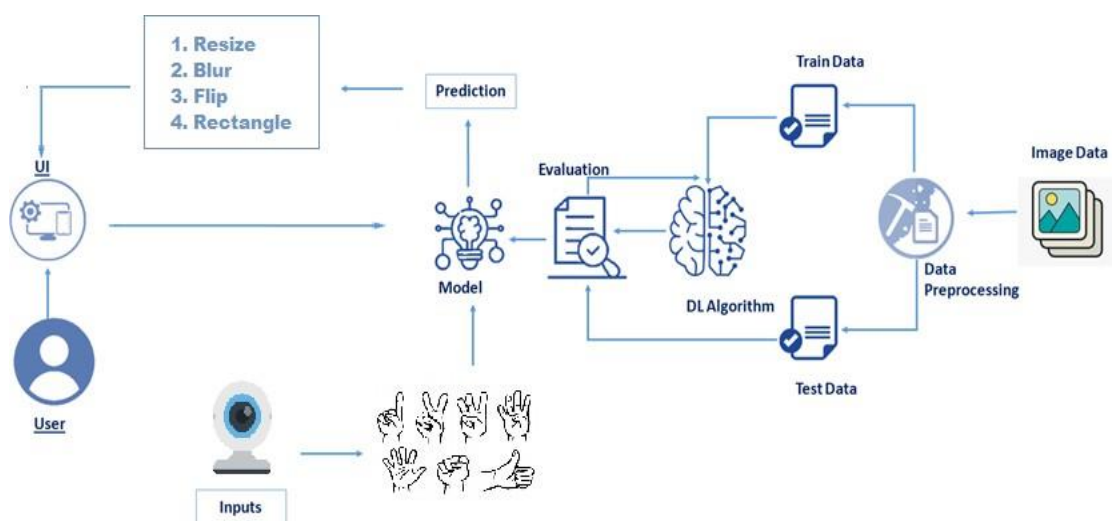 1. Resize
2. Blur
3. Flip
4. Rectangle
Prediction
Train Data
Image Data
UI
Evaluation
Model
DL Algorithm
Data
Preprocessing
Test Data
User
Inputs